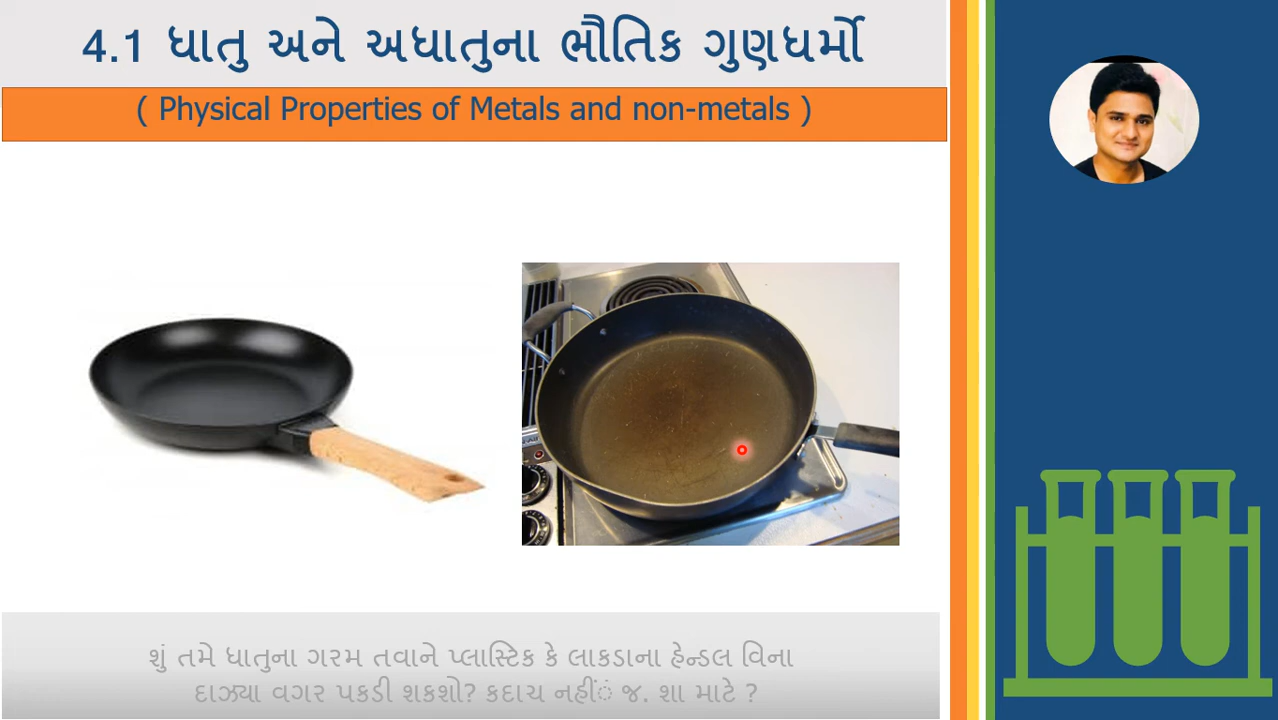 4.1 ધાતુ અને અધાતુના ભૌતિક ગુણધર્મો
( Physical Properties of Metals and non-metals )
શું તમે ધાતુના ગરમ તવાને પ્લાસ્ટિક કે લાકડાના હેન્ડલ વિના
દાઝ્યા વગર પકડી શકશો? કદાચ નહીંં જ. શા માટે ?